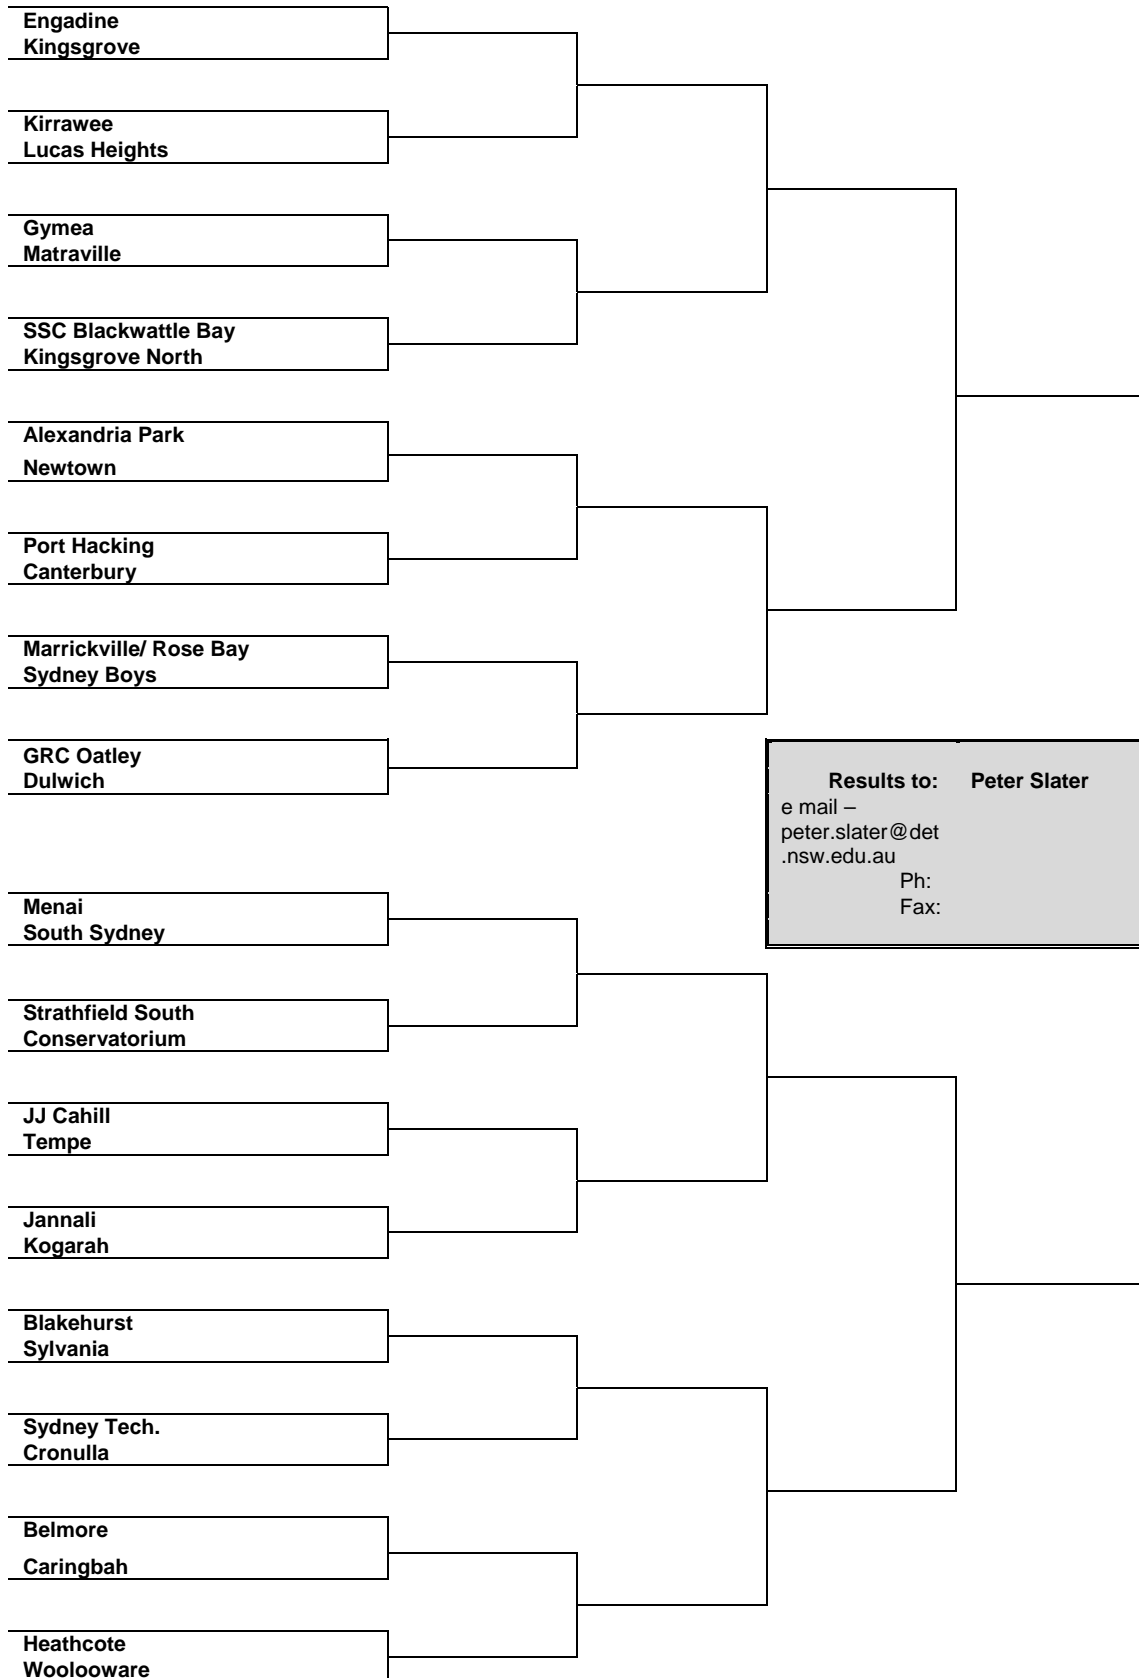 Engadine
Kingsgrove
Kirrawee
Lucas Heights
Gymea
Matraville
SSC Blackwattle Bay
Kingsgrove North
Alexandria Park
Newtown
Port Hacking
Canterbury
Marrickville/ Rose Bay
Sydney Boys
GRC Oatley
Dulwich
Results to: Peter Slater
e mail –
peter.slater@det
.nsw.edu.au
Ph:
Fax:
Menai
South Sydney
Strathfield South
Conservatorium
JJ Cahill
Tempe
Jannali
Kogarah
Blakehurst
Sylvania
Sydney Tech.
Cronulla
Belmore
Caringbah
Heathcote
Woolooware